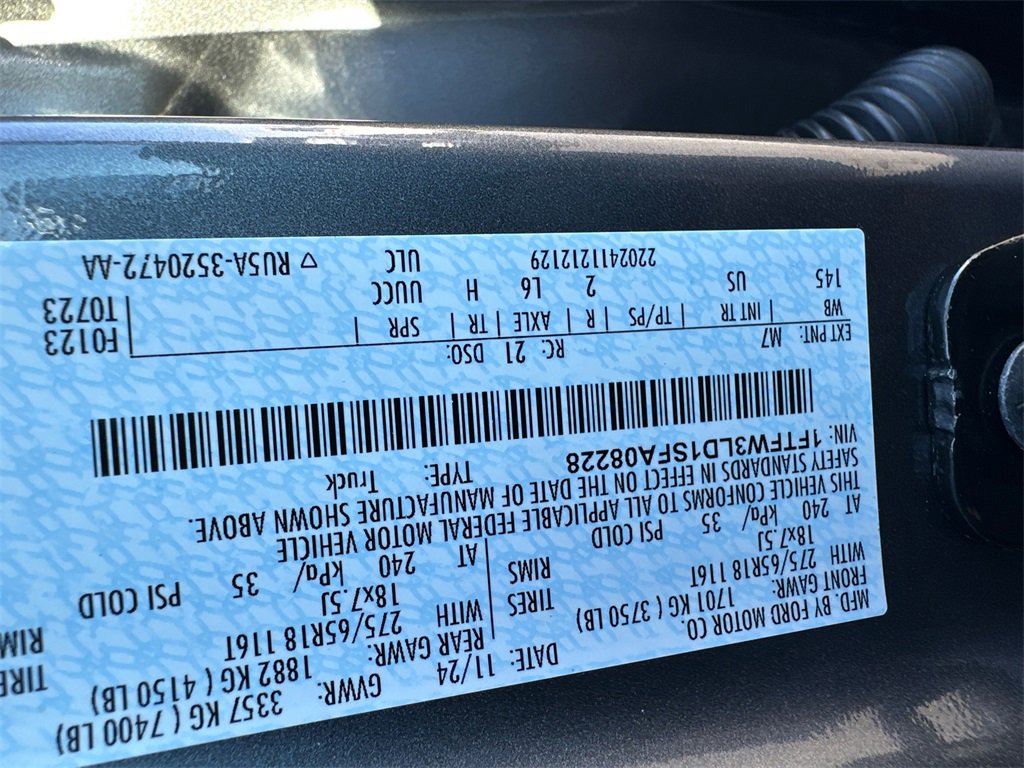 MFD. BY FORD MOTOR CO.
DATE: 11/24 GVWR: 3357 KG ( 7400 LB)
FRONT GAWR: 1701 KG ( 3750 LB) REAR GAWR: 1882 KG ( 4150 LB)
WITH 275/65R18 116T TIRES WITH 275/65R18 116T
18x7.5J RIMS 18x7.5J RIMS
AT 240 kPa/ 35 PSI COLD AT 240 kPa/ 35 PSI COLD
THIS VEHICLE CONFORMS TO ALL APPLICABLE FEDERAL MOTOR VEHICLE
SAFETY STANDARDS IN EFFECT ON THE DATE OF MANUFACTURE SHOWN ABOVE.
VIN: 1FTFW3LD1SFA08228 TYPE: Truck
EXT PNT: M7 RC: 21 DSO: F0123
WB | INT TR | TP/PS | R | AXLE | TR | SPR | T0723
145 US 2 L6 H UUCC
2202411212129 ULC ▽ RU5A-3520472-AA